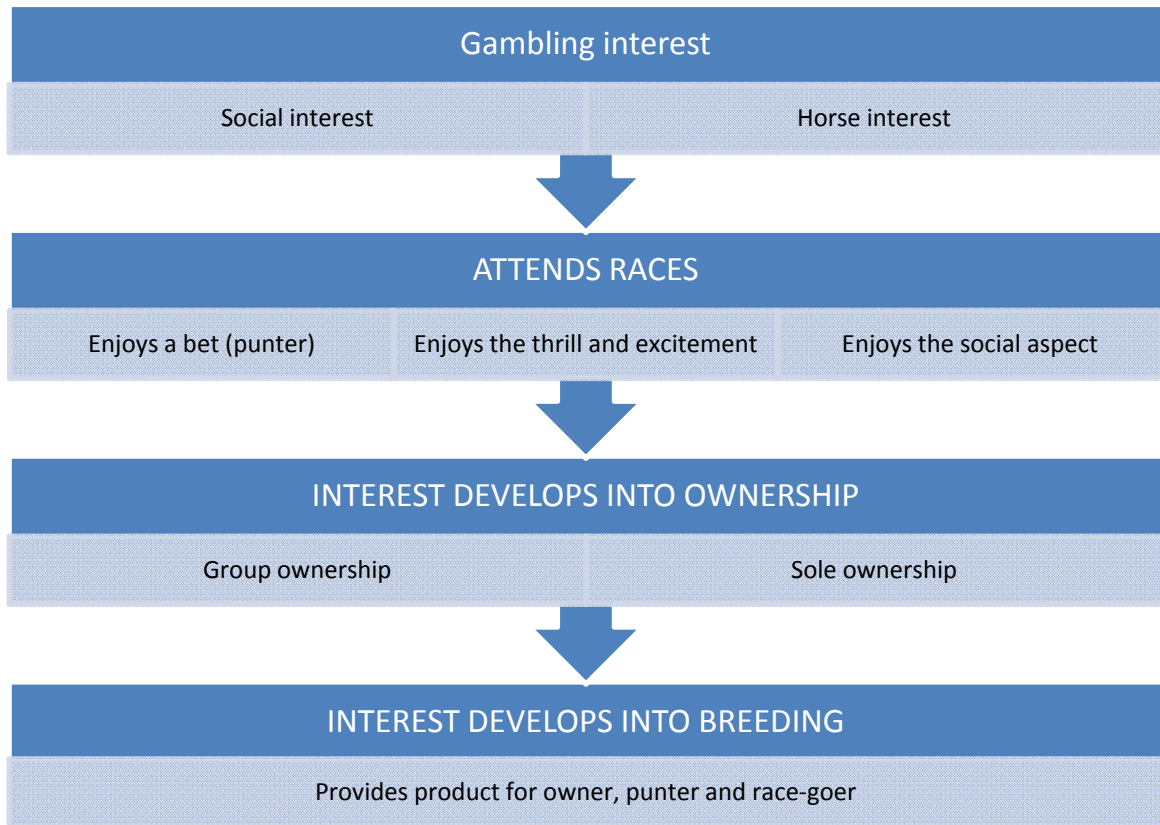 Gambling interest
Social interest
Horse interest
ATTENDS RACES
Enjoys a bet (punter)
Enjoys the thrill and excitement
Enjoys the social aspect
INTEREST DEVELOPS INTO OWNERSHIP
Group ownership
Sole ownership
INTEREST DEVELOPS INTO BREEDING
Provides product for owner, punter and race-goer